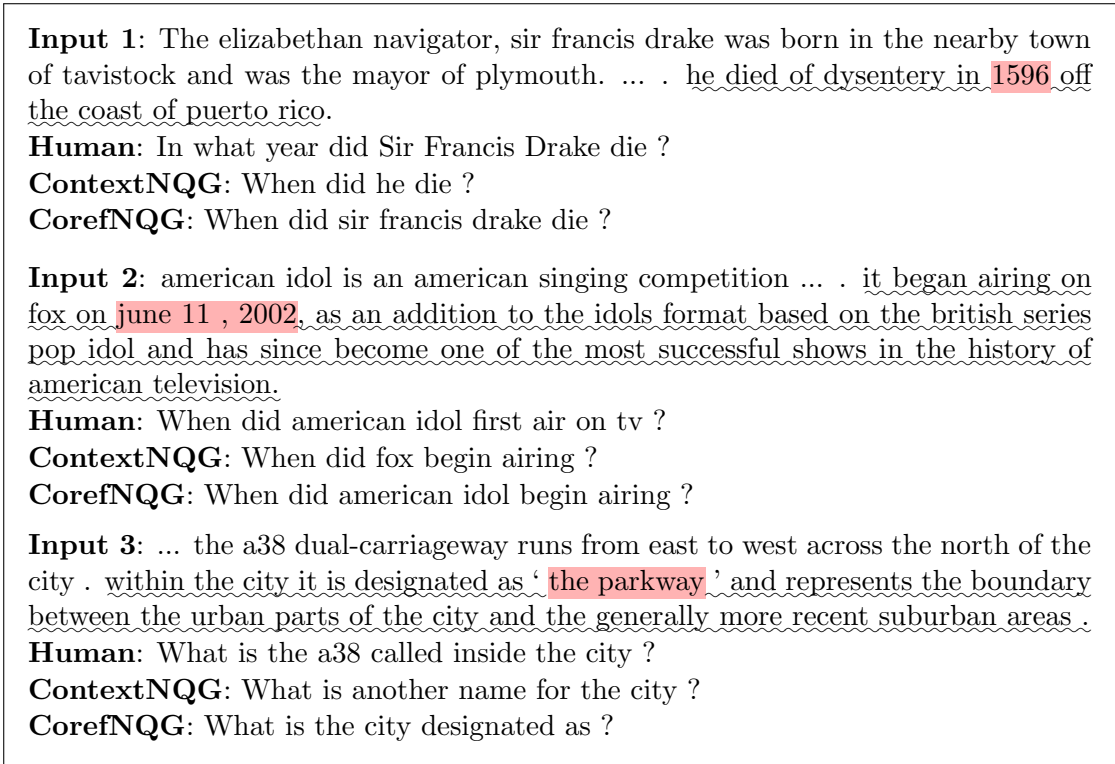 Input 1: The elizabethan navigator, sir francis drake was born in the nearby town
of tavistock and was the mayor of plymouth. ... . he died of dysentery in 1596 off
the coast of puerto rico.
Human: In what year did Sir Francis Drake die ?
ContextNQG: When did he die ?
CorefNQG: When did sir francis drake die ?
Input 2: american idol is an american singing competition ... . it began airing on
fox on june 11 , 2002, as an addition to the idols format based on the british series
pop idol and has since become one of the most successful shows in the history of
american television.
Human: When did american idol first air on tv ?
ContextNQG: When did fox begin airing ?
CorefNQG: When did american idol begin airing ?
Input 3: ... the a38 dual-carriageway runs from east to west across the north of the
city . within the city it is designated as ‘ the parkway ’ and represents the boundary
between the urban parts of the city and the generally more recent suburban areas .
Human: What is the a38 called inside the city ?
ContextNQG: What is another name for the city ?
CorefNQG: What is the city designated as ?